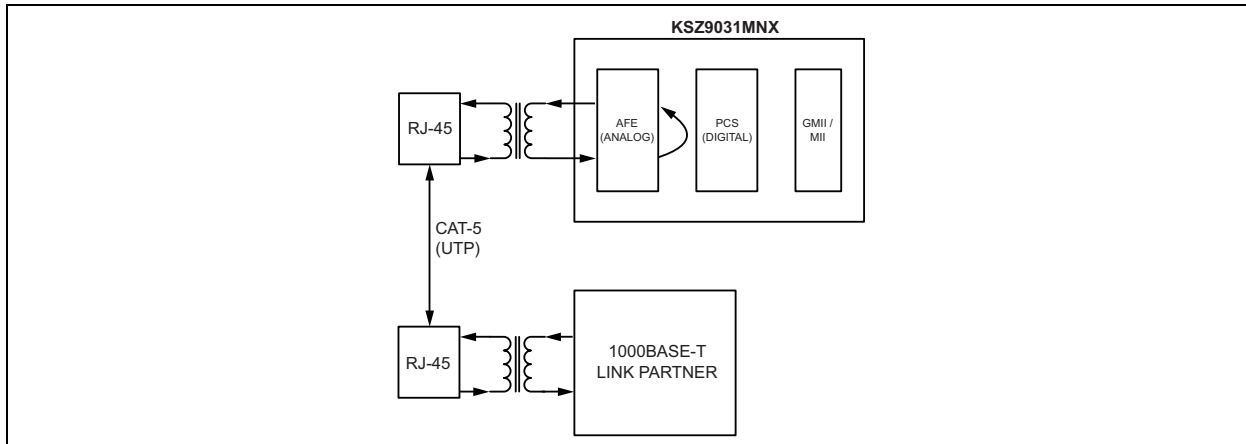 KSZ9031MNX
RJ-45
AFE
(ANALOG)
PCS
(DIGITAL)
GMII /
MII
CAT-5
(UTP)
RJ-45
1000BASE-T
LINK PARTNER